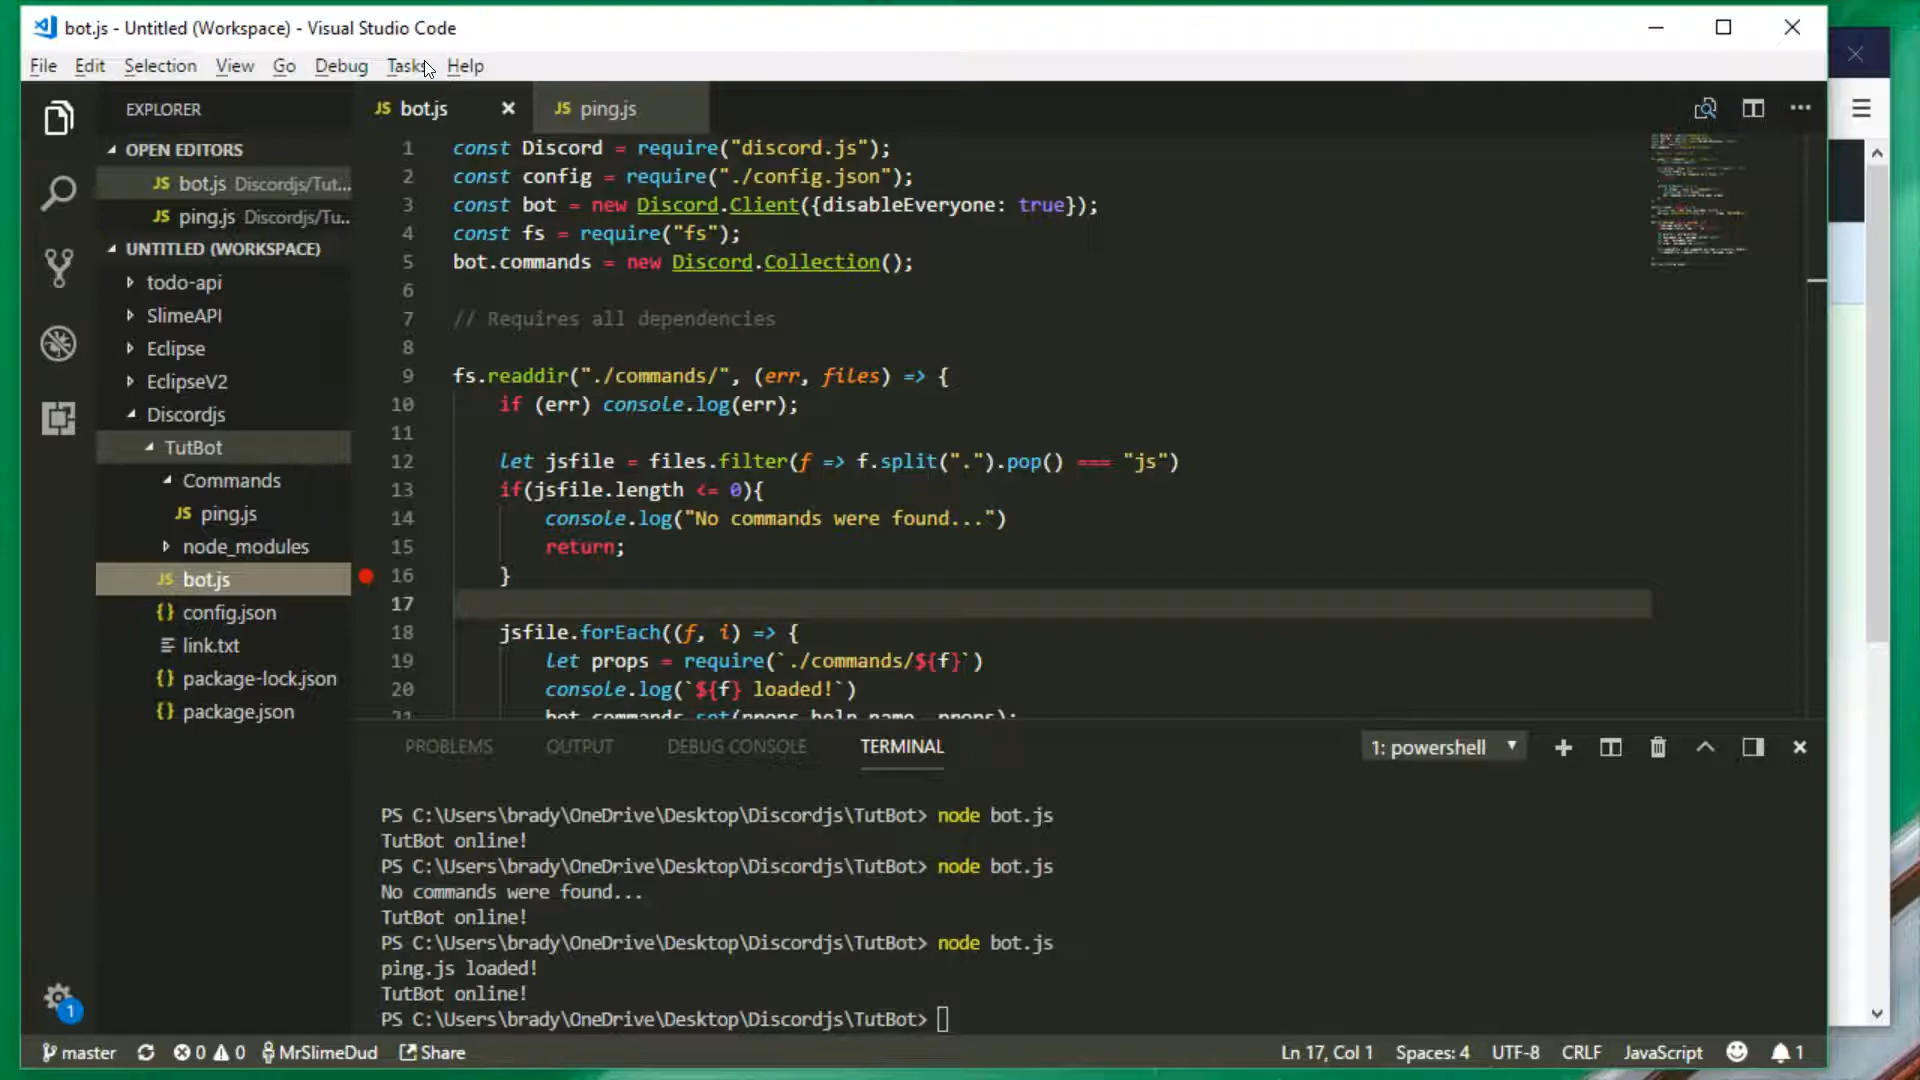 bot.js - Untitled (Workspace) - Visual Studio Code
File Edit Selection View Go Debug Tasks Help
EXPLORER
OPEN EDITORS
JS bot.js Discordjs/Tut...
JS ping.js Discordjs/Tu...
UNTITLED (WORKSPACE)
todo-api
SlimeAPI
Eclipse
EclipseV2
Discordjs
TutBot
Commands
JS ping.js
node_modules
JS bot.js
{} config.json
link.txt
{} package-lock.json
{} package.json
JS bot.js
JS ping.js
1 const Discord = require("discord.js");
2 const config = require("./config.json");
3 const bot = new Discord.Client({disableEveryone: true});
4 const fs = require("fs");
5 bot.commands = new Discord.Collection();
6
7 // Requires all dependencies
8
9 fs.readdir("./commands/", (err, files) => {
10 if (err) console.log(err);
11
12 let jsfile = files.filter(f => f.split(".").pop() === "js")
13 if(jsfile.length <= 0){
14 console.log("No commands were found...")
15 return;
16 }
17
18 jsfile.forEach((f, i) => {
19 let props = require(`./commands/${f}`)
20 console.log(`${f} loaded!`)
21 bot.commands.set(props.help.name, props);
PROBLEMS OUTPUT DEBUG CONSOLE TERMINAL
1: powershell
PS C:\Users\brady\OneDrive\Desktop\Discordjs\TutBot> node bot.js
TutBot online!
PS C:\Users\brady\OneDrive\Desktop\Discordjs\TutBot> node bot.js
No commands were found...
TutBot online!
PS C:\Users\brady\OneDrive\Desktop\Discordjs\TutBot> node bot.js
ping.js loaded!
TutBot online!
PS C:\Users\brady\OneDrive\Desktop\Discordjs\TutBot>
1
master 0 0 MrSlimeDud Share
Ln 17, Col 1 Spaces: 4 UTF-8 CRLF JavaScript 1